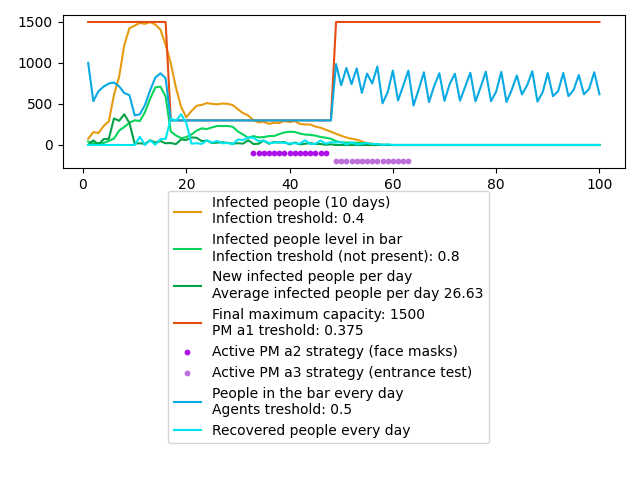 1500
1000
500
0
0
20
40
60
80
100
Infected people (10 days)
Infection treshold: 0.4
Infected people level in bar
Infection treshold (not present): 0.8
New infected people per day
Average infected people per day 26.63
Final maximum capacity: 1500
PM a1 treshold: 0.375
Active PM a2 strategy (face masks)
Active PM a3 strategy (entrance test)
People in the bar every day
Agents treshold: 0.5
Recovered people every day